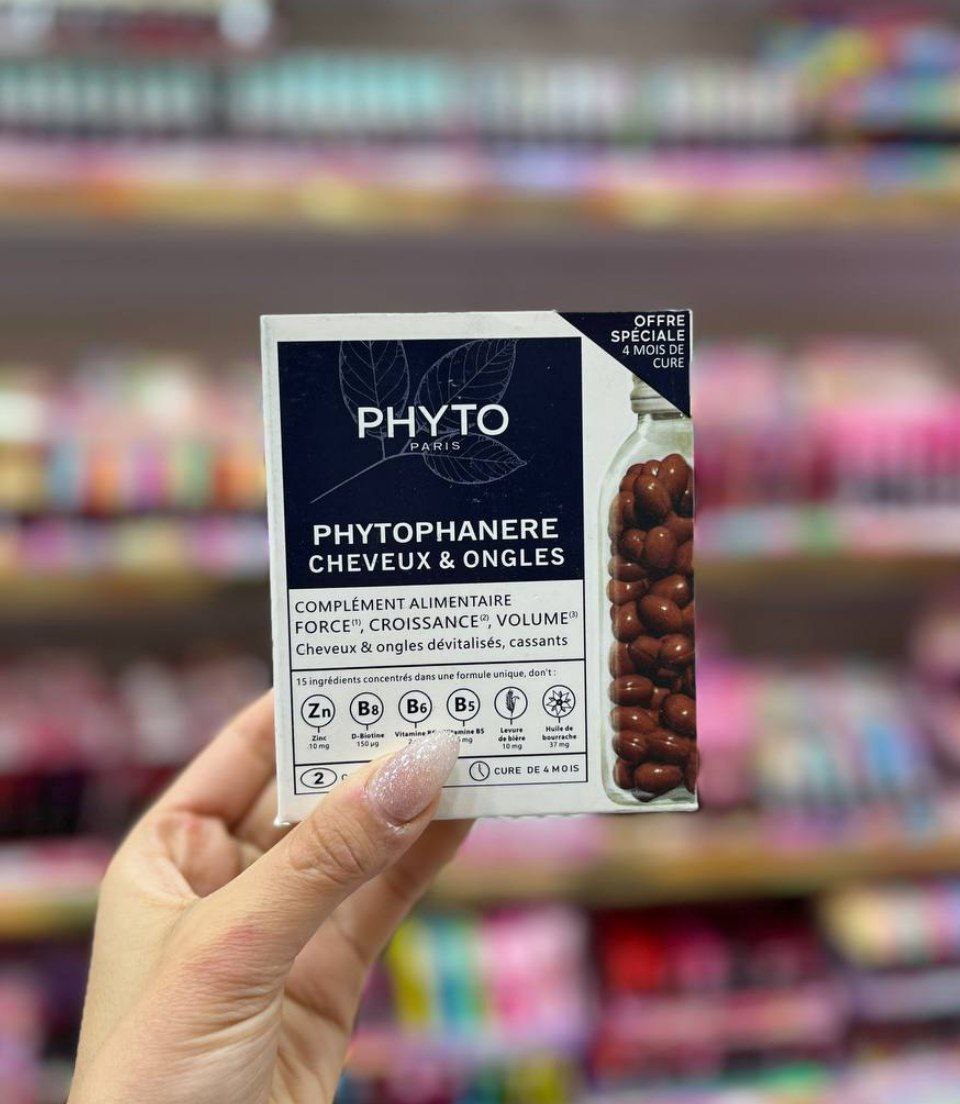 OFFRE
SPÉCIALE
4 MOIS DE
CURE
PHYTO
PARIS
PHYTOPHANERE
CHEVEUX & ONGLES
COMPLÉMENT ALIMENTAIRE
FORCE(1), CROISSANCE(2), VOLUME(3)
Cheveux & ongles dévitalisés, cassants
15 ingrédients concentrés dans une formule unique, don't :
Zn B8 B6 B5
Zinc
10 mg
D-Biotine
150 µg
Vitamine
Levure
de bière
10 mg
Huile de
bourrache
37 mg
2
CURE DE 4 MOIS